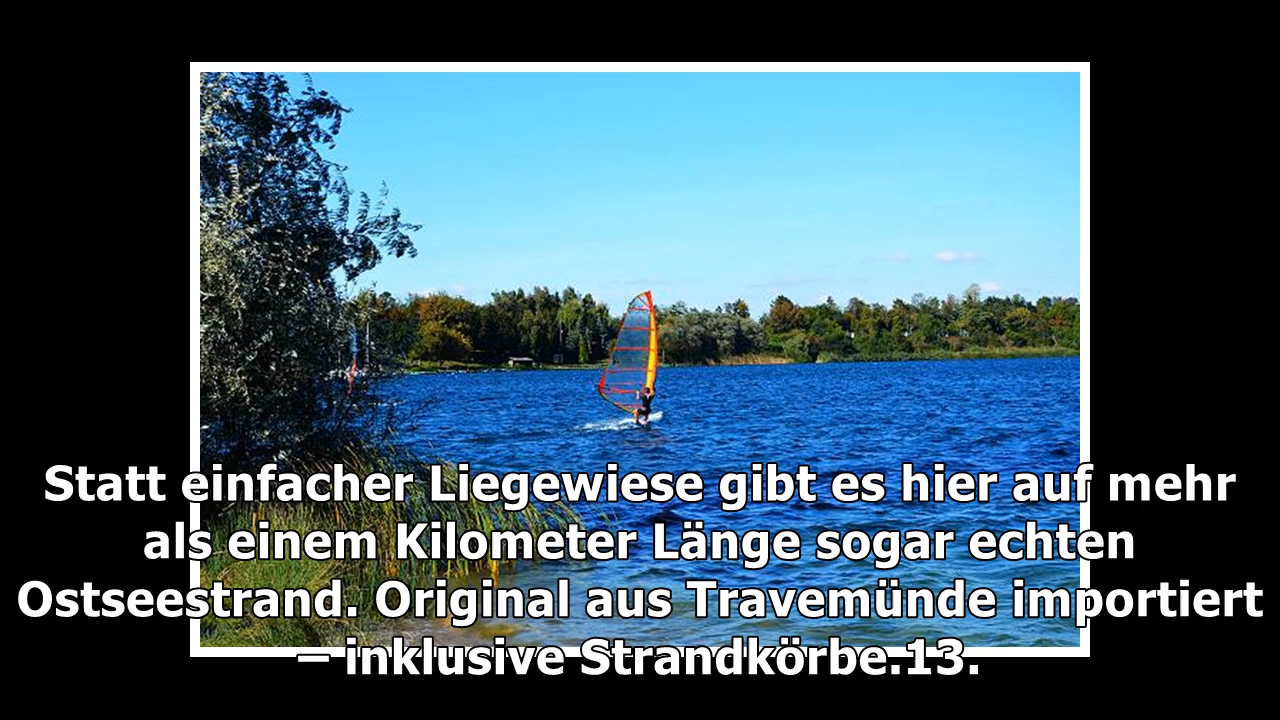 Statt einfacher Liegewiese gibt es hier auf mehr
als einem Kilometer Länge sogar echten
Ostseestrand. Original aus Travemünde importiert
– inklusive Strandkörbe.13.